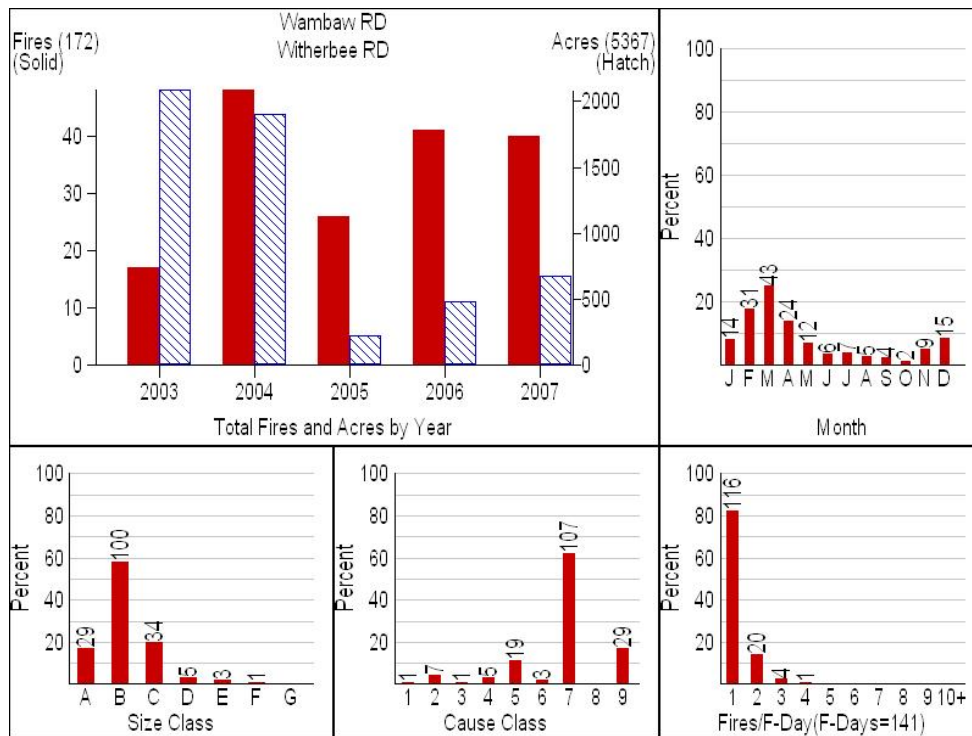 Wambaw RD
Witherbee RD
Fires (172)
(Solid)
Acres (5367)
(Hatch)
40
30
20
10
0
2000
1500
1000
500
0
2003 2004 2005 2006 2007
Total Fires and Acres by Year
Percent
100
80
60
40
20
14 31 43 24 12 6 7 5 4 2 9 15
J F M A M J J A S O N D
Month
Percent
100
80
60
40
20
29 100 34 5 3 1
A B C D E F G
Size Class
Percent
100
80
60
40
20
1 7 1 5 19 3 107 29
1 2 3 4 5 6 7 8 9
Cause Class
Percent
100
80
60
40
20
116 20 4 1
1 2 3 4 5 6 7 8 9 10+
Fires/F-Day(F-Days=141)